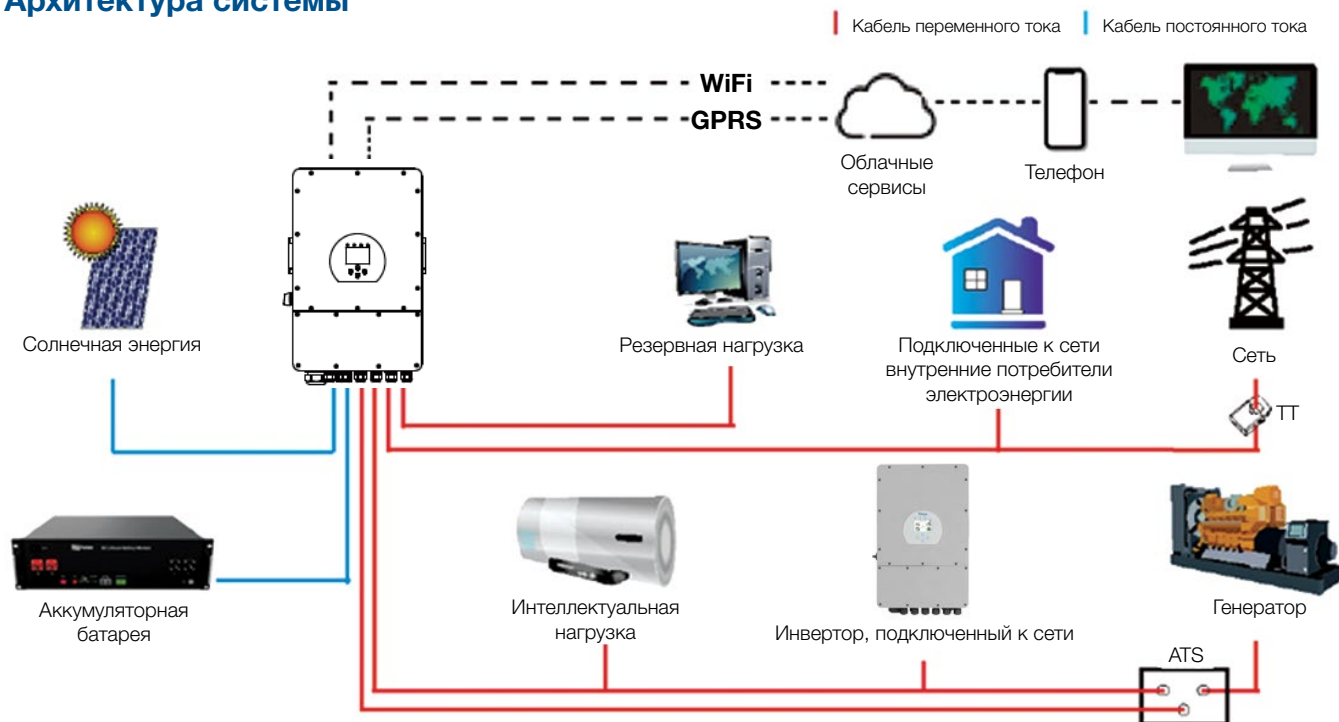 Архитектура системы
Кабель переменного тока
Кабель постоянного тока
WiFi
GPRS
Облачные
сервисы
Телефон
Солнечная энергия
Резервная нагрузка
Подключенные к сети
внутренние потребители
электроэнергии
Сеть
ТТ
Аккумуляторная
батарея
Интеллектуальная
нагрузка
Инвертор, подключенный к сети
Генератор
ATS